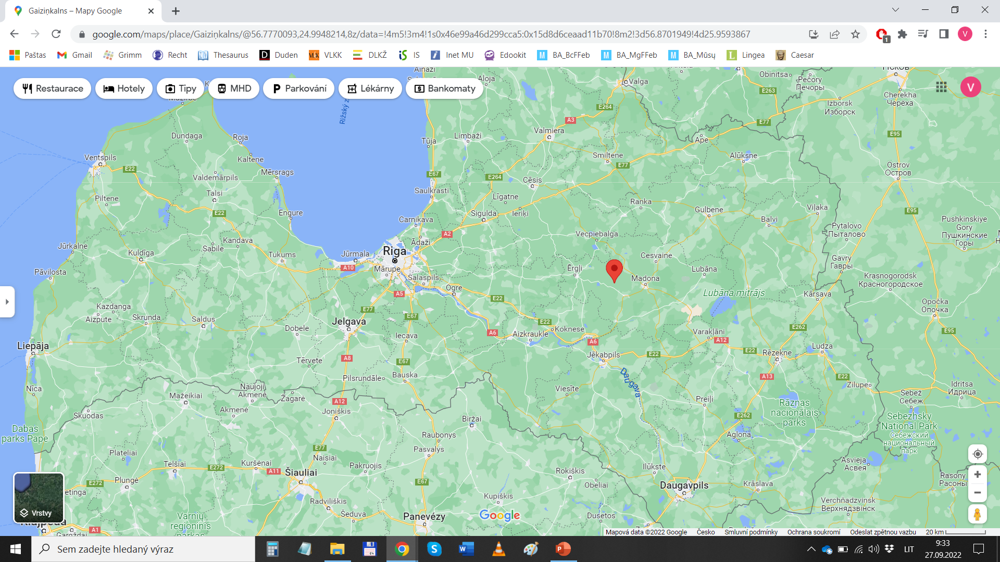 Gaiziņkalns – Mapy Google
google.com/maps/place/Gaiziņkalns/@56.7770093,24.9948214,8z/data=!4m5!3m4!1s0x46e99a46d299cca5:0x15d8d6ceaad11b70!8m2!3d56.8701949!4d25.9593867
1
V
Paštas
Gmail
Grimm
Recht
Thesaurus
Duden
VLKK
DLKŽ
IS
Inet MU
Edookit
BA_BcFFeb
BA_MgFFeb
BA_Mūsų
Lingea
Caesar
Restaurace
Hotely
Tipy
MHD
Parkování
Lékárny
Bankomaty
V
Ainaži
Aloja
Valga
Obinitsa
Pečory
Печоры
E263
Cherekha
Череха
Izborsk
Изборск
Mazirbe
Rižský z
E264
A3
E77
E95
Dundaga
Roja
Tūja
Limbaži
Valmiera
Ape
Ventspils
Kaltene
Smiltene
Alūksne
E22
Mērsrags
E67
E264
E77
Ostrov
Остров
Valdemārpils
Cēsis
Talsi
Saulkrasti
Līgatne
Piltene
Ranka
E22
Engure
Sigulda
Ieriķi
Gulbene
Viļaka
E95
Carnikava
Balvi
Pushkinskiye
Gory
Пушкинские
Горы
Pytalovo
Пыталово
A2
Vecpiebalga
Jūrkalne
Kandava
Sabile
Ādaži
Kuldīga
Tukums
Jūrmala
Riga
Cesvaine
Gavry
Гавры
Pāvilosta
A10
Mārupe
Ērgļi
Lubāna
Krasnogorodsk
Красногородское
Salaspils
Madona
Ogre
Lubāna mitrājs
Kārsava
A5
E22
Opočka
Опочка
Kazdanga
E77
Aizpute
Skrunda
Saldus
E67
Jelgava
E22
Dobele
Iecava
A6
Aizkraukle
Koknese
Varakļāni
E262
E95
A6
A12
Liepāja
Ludza
Tērvete
A8
E67
Jēkabpils
E22
E22
Rēzekne
Pilsrundāle
Bauska
Daugava
A13
E22
Nīca
Naujoji
Akmenė
Viesīte
Zilupe
Idritsa
Идрица
Mažeikiai
Žagarė
A12
Preiļi
Sebež
Себеж
Akmenė
Joniškis
Rāznas
nacionālais
parks
Skuodas
Biržai
E262
Sebezhsky
National Park
Себежский
национальный
парк
Dabas
parks Pape
Raubonys
Aglona
Pasvalys
E77
Plateliai
Naisiai
Telšiai
E272
Kuršėnai
A11
Šiauliai
Pakruojis
Rokiškis
Ilūkste
Asvieja
Асвея
Plungė
E272
E67
Obeliai
Daugavpils
Krāslava
Rasony
Расоны
etinga
Radviliškis
Kupiškis
Verchńadzvinsk
Верхнядзвінск
Vrstvy
Varnių
regioninis
parkas
Šeduva
Panevėžy
Google
Dusetos
A1
Gargždai
Mapová data ©2022 Google
Česko
Smluvní podmínky
Ochrana soukromí
Odeslat zpětnou vazbu
20 km
Sem zadejte hledaný výraz
LIT
9:33
27.09.2022